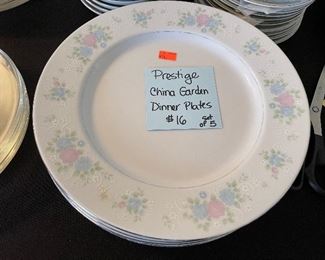 Prestige
China Garden
Dinner Plates
$16 Set of 5